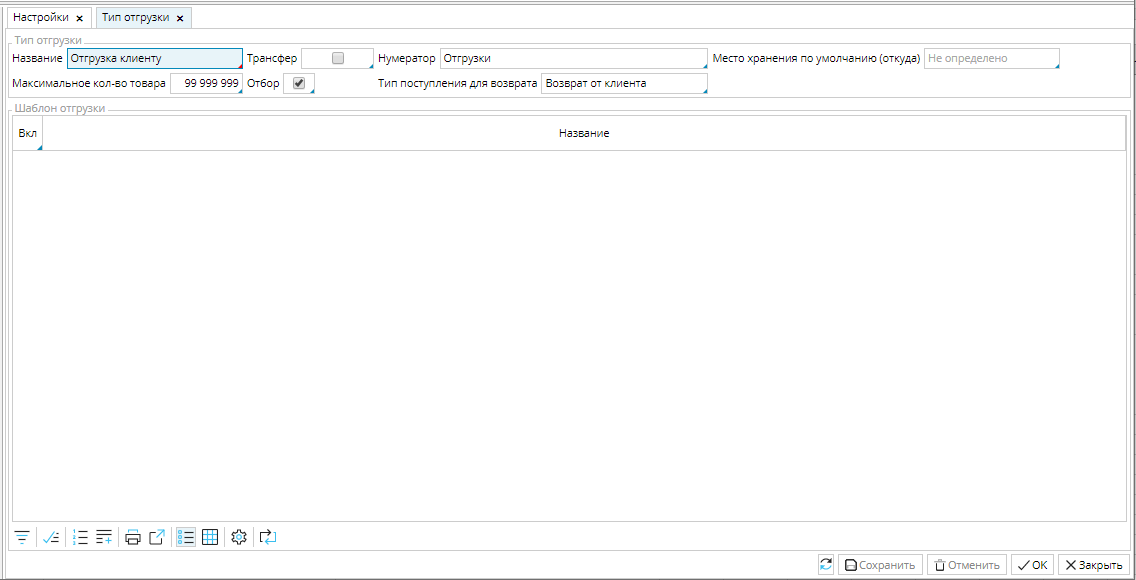 Настройки × Тип отгрузки ×
Тип отгрузки
Название Отгрузка клиенту Трансфер Нумератор Отгрузки Место хранения по умолчанию (откуда) Не определено
Максимальное кол-во товара 99 999 999 Отбор Тип поступления для возврата Возврат от клиента
Шаблон отгрузки
Вкл Название
Сохранить Отменить OK Закрыть